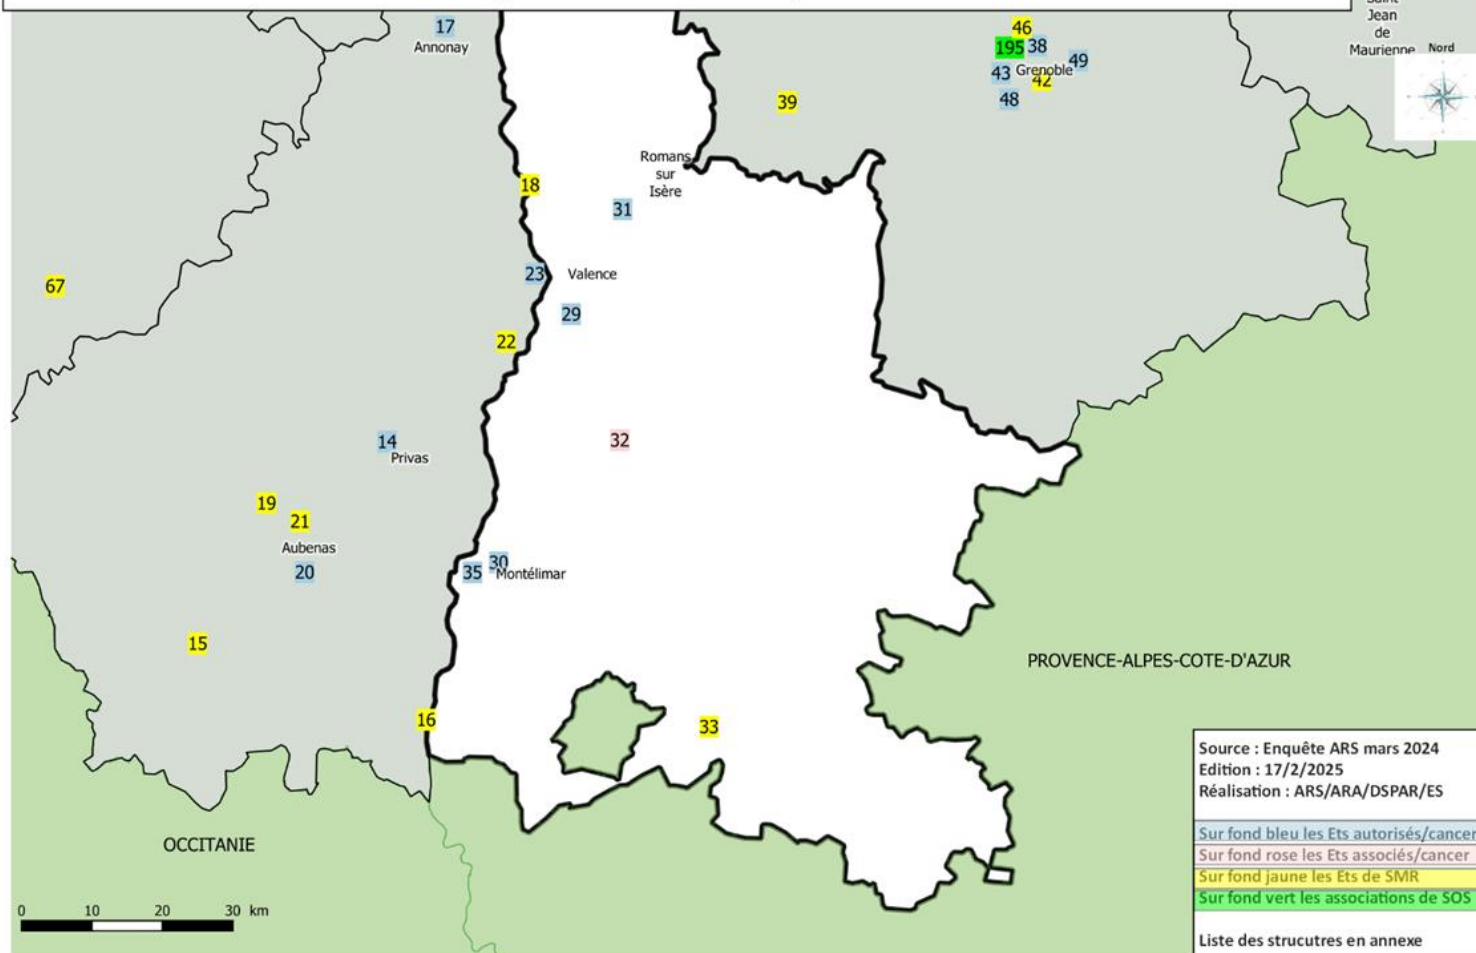 Saint
Jean
de
Maurienne
Nord
17
Annonay
46
195
38
49
43
Grenoble
42
48
39
Romans
sur
Isère
18
31
67
23
Valence
29
22
14
Privas
32
19
21
Aubenas
20
30
35
Montélimar
15
PROVENCE-ALPES-COTE-D'AZUR
16
33
OCCITANIE
0 10 20 30 km
Source : Enquête ARS mars 2024
Edition : 17/2/2025
Réalisation : ARS/ARA/DSPAR/ES
Sur fond bleu les Ets autorisés/cancer
Sur fond rose les Ets associés/cancer
Sur fond jaune les Ets de SMR
Sur fond vert les associations de SOS
Liste des strucutres en annexe